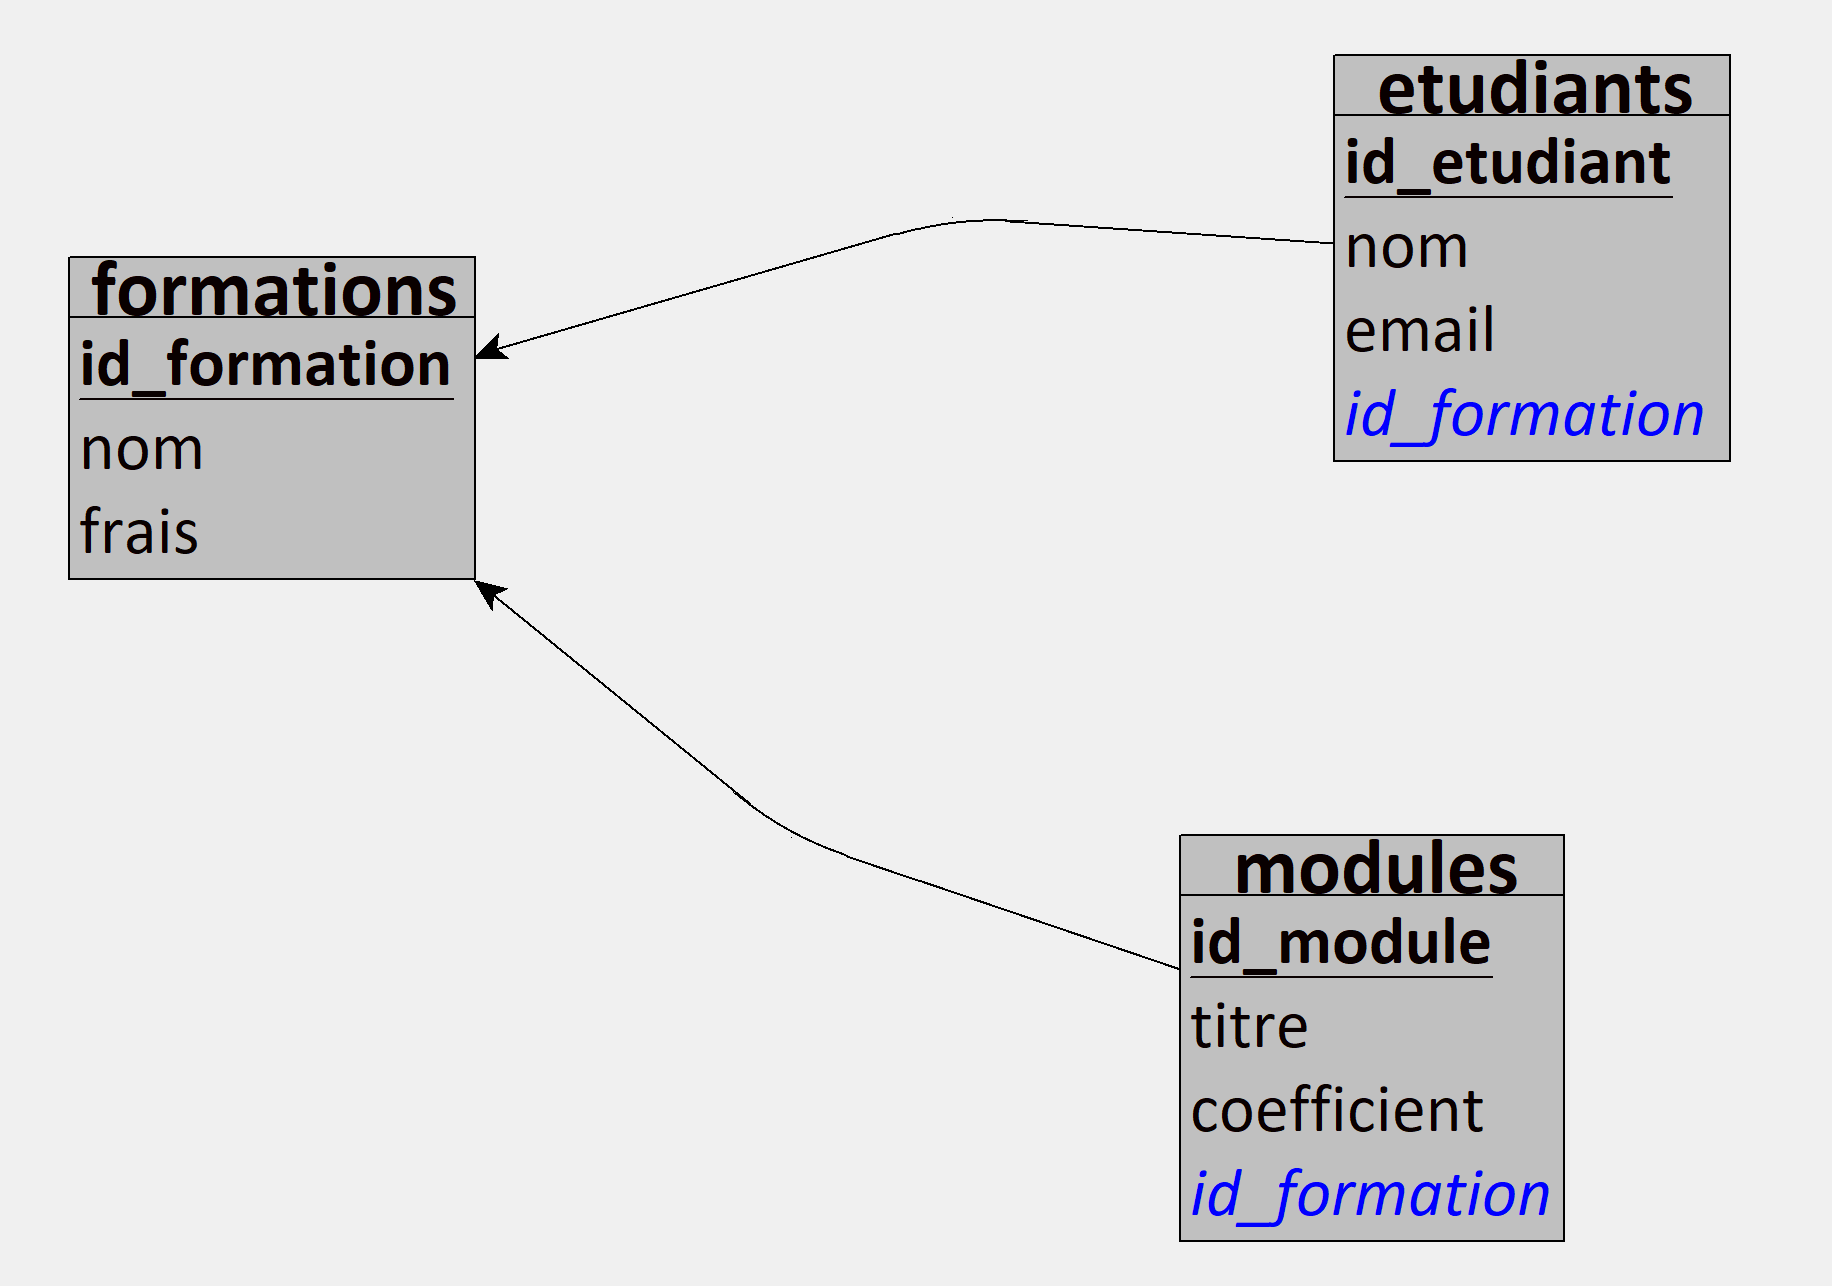 formations
id_formation
nom
frais
etudiants
id_etudiant
nom
email
id_formation
modules
id_module
titre
coefficient
id_formation